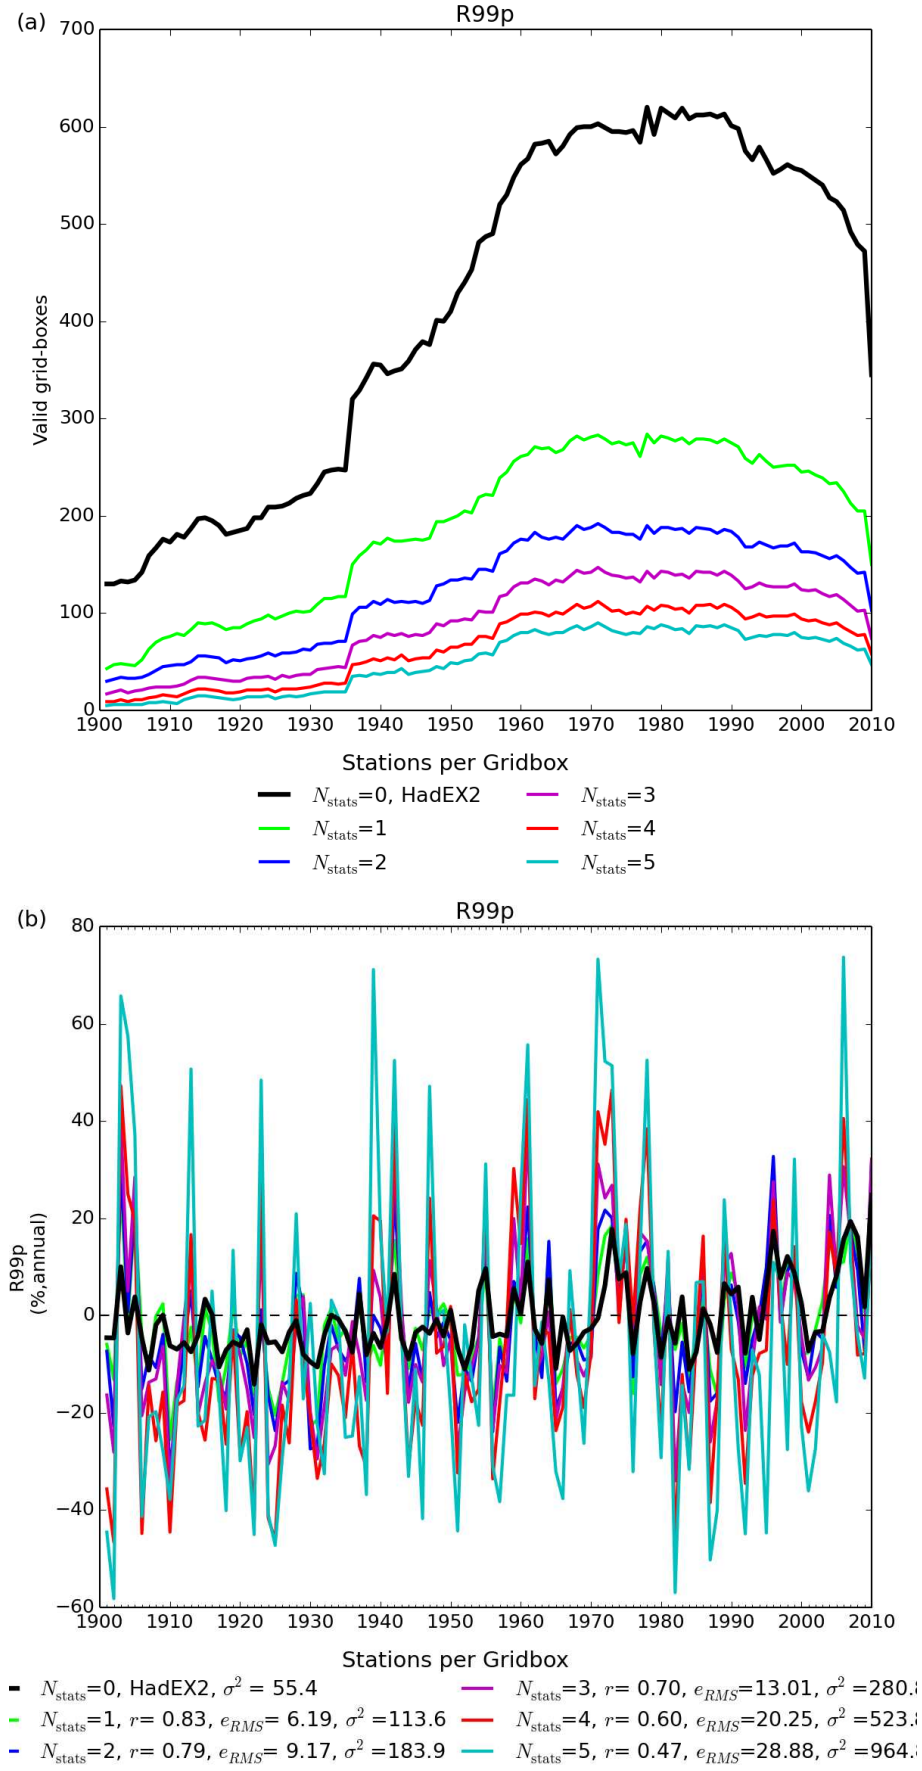 (a)
R99p
700
600
500
400
300
200
100
0
Valid grid-boxes
1900 1910 1920 1930 1940 1950 1960 1970 1980 1990 2000 2010
Stations per Gridbox
N_stats=0, HadEX2
N_stats=3
N_stats=1
N_stats=4
N_stats=2
N_stats=5
(b)
R99p
80
60
40
20
0
−20
−40
−60
R99p
(%,annual)
1900 1910 1920 1930 1940 1950 1960 1970 1980 1990 2000 2010
Stations per Gridbox
N_stats=0, HadEX2, σ² = 55.4
N_stats=3, r= 0.70, e_RMS=13.01, σ² =280.8
N_stats=1, r= 0.83, e_RMS= 6.19, σ² =113.6
N_stats=4, r= 0.60, e_RMS=20.25, σ² =523.8
N_stats=2, r= 0.79, e_RMS= 9.17, σ² =183.9
N_stats=5, r= 0.47, e_RMS=28.88, σ² =964.8